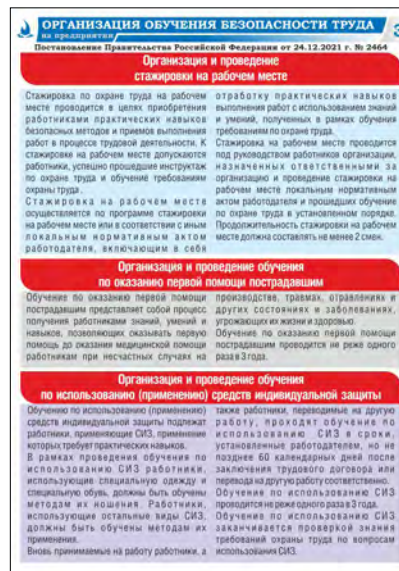 ОРГАНИЗАЦИЯ ОБУЧЕНИЯ БЕЗОПАСНОСТИ ТРУДА
на предприятии
3
Постановление Правительства Российской Федерации от 24.12.2021 г. № 2464
Организация и проведение
стажировки на рабочем месте
Стажировка по охране труда на рабочем
месте проводится в целях приобретения
работниками практических навыков
безопасных методов и приемов выполнения
работ в процессе трудовой деятельности. К
стажировке на рабочем месте допускаются
работники, успешно прошедшие инструктаж
по охране труда и обучение требованиям
охраны труда.
Стажировка на рабочем месте
осуществляется по программе стажировки
на рабочем месте или в соответствии с иным
локальным нормативным актом
работодателя, включающим в себя
отработку практических навыков
выполнения работ с использованием знаний
и умений, полученных в рамках обучения
требованиям по охране труда.
Стажировка на рабочем месте проводится
под руководством работников организации,
назначенных ответственными за
организацию и проведение стажировки на
рабочем месте локальным нормативным
актом работодателя и прошедших обучение
по охране труда в установленном порядке.
Продолжительность стажировки на рабочем
месте должна составлять не менее 2 смен.
Организация и проведение обучения
по оказанию первой помощи пострадавшим
Обучение по оказанию первой помощи
пострадавшим представляет собой процесс
получения работниками знаний, умений и
навыков, позволяющих оказывать первую
помощь до оказания медицинской помощи
работникам при несчастных случаях на
производстве, травмах, отравлениях и
других состояниях и заболеваниях,
угрожающих их жизни и здоровью.
Обучение по оказанию первой помощи
пострадавшим проводится не реже одного
раза в 3 года.
Организация и проведение обучения
по использованию (применению) средств индивидуальной защиты
Обучению по использованию (применению)
средств индивидуальной защиты подлежат
работники, применяющие СИЗ, применение
которых требует практических навыков.
В рамках проведения обучения по
использованию СИЗ работники,
использующие специальную одежду и
специальную обувь, должны быть обучены
методам их ношения. Работники,
использующие остальные виды СИЗ,
должны быть обучены методам их
применения.
Вновь принимаемые на работу работники, а
также работники, переводимые на другую
работу, проходят обучение по
использованию СИЗ в сроки,
установленные работодателем, но не
позднее 60 календарных дней после
заключения трудового договора или
перевода на другую работу соответственно.
Обучение по использованию СИЗ
проводится не реже одного раза в 3 года.
Обучение по использованию СИЗ
заканчивается проверкой знания
требований охраны труда по вопросам
использования СИЗ.